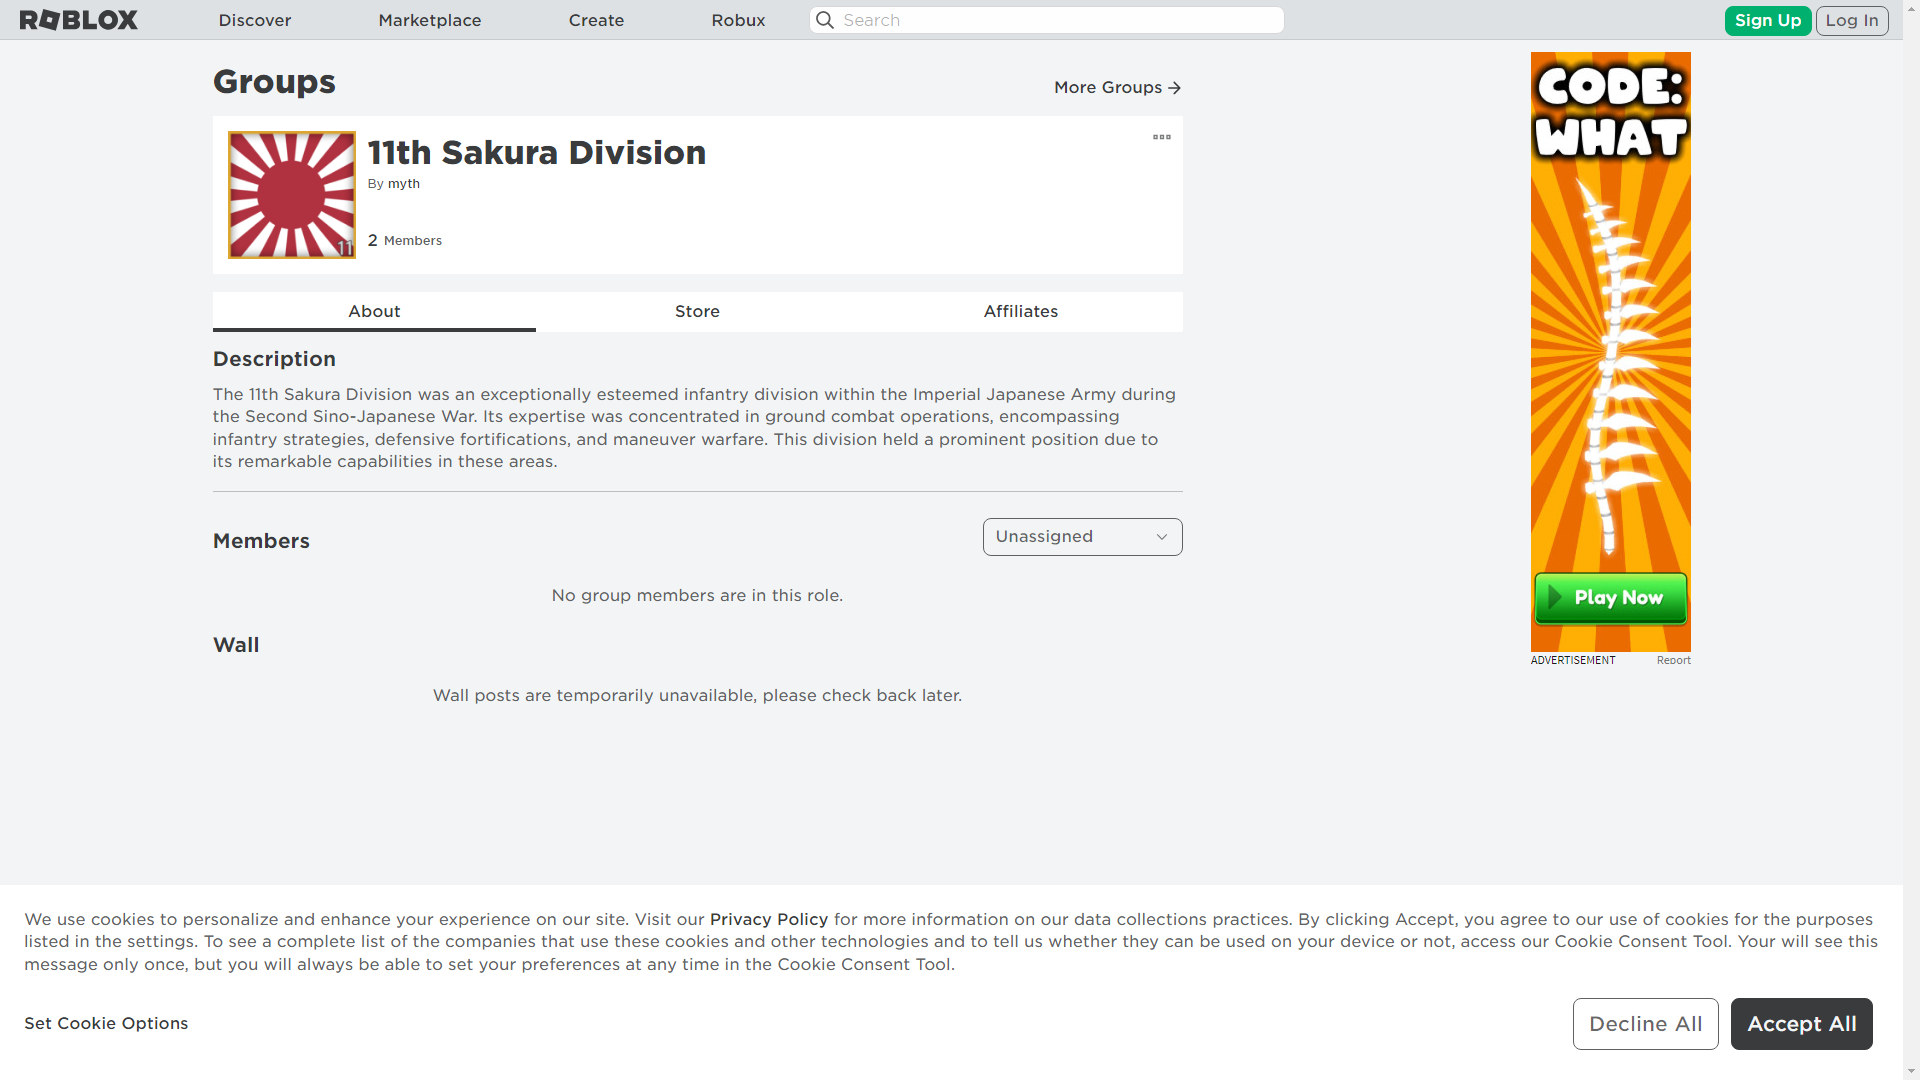 ROBLOX
Discover
Marketplace
Create
Robux
Search
Sign Up
Log In
Groups
More Groups
11th Sakura Division
By myth
2 Members
11
About
Store
Affiliates
Description
The 11th Sakura Division was an exceptionally esteemed infantry division within the Imperial Japanese Army during
the Second Sino-Japanese War. Its expertise was concentrated in ground combat operations, encompassing
infantry strategies, defensive fortifications, and maneuver warfare. This division held a prominent position due to
its remarkable capabilities in these areas.
Members
Unassigned
No group members are in this role.
Wall
Wall posts are temporarily unavailable, please check back later.
CODE:
WHAT
Play Now
ADVERTISEMENT
Report
We use cookies to personalize and enhance your experience on our site. Visit our Privacy Policy for more information on our data collections practices. By clicking Accept, you agree to our use of cookies for the purposes
listed in the settings. To see a complete list of the companies that use these cookies and other technologies and to tell us whether they can be used on your device or not, access our Cookie Consent Tool. Your will see this
message only once, but you will always be able to set your preferences at any time in the Cookie Consent Tool.
Set Cookie Options
Decline All
Accept All